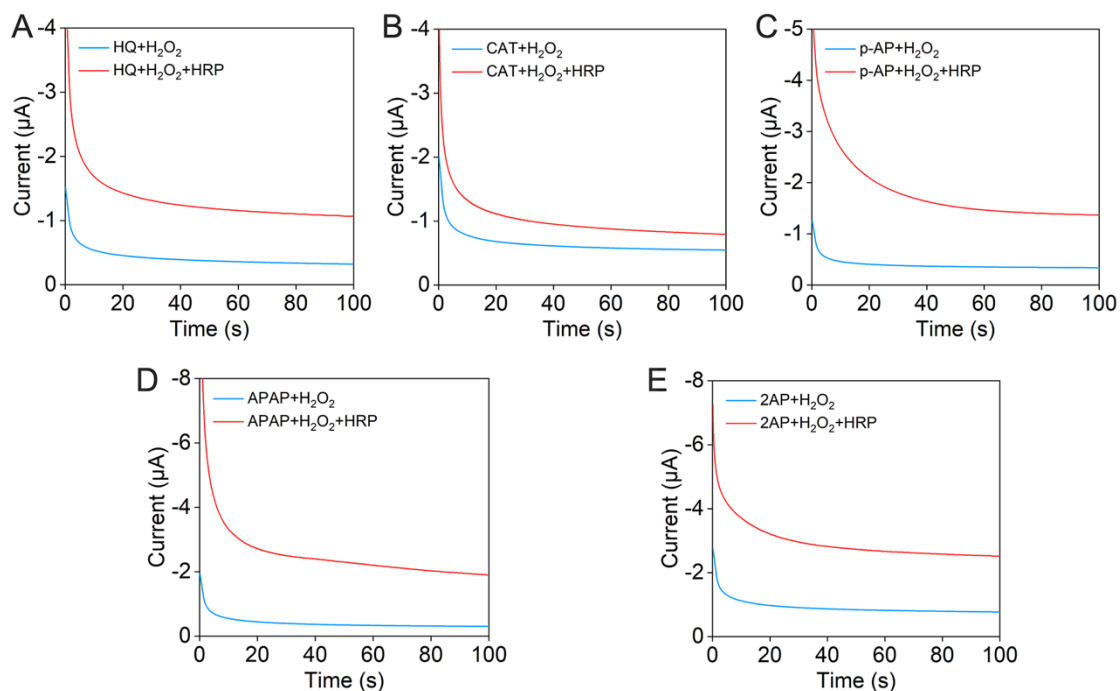 A
HQ+H₂O₂
HQ+H₂O₂+HRP
Current (μA)
-4
-3
-2
-1
0
0 20 40 60 80 100
Time (s)
B
CAT+H₂O₂
CAT+H₂O₂+HRP
Current (μA)
-4
-3
-2
-1
0
0 20 40 60 80 100
Time (s)
C
p-AP+H₂O₂
p-AP+H₂O₂+HRP
Current (μA)
-5
-4
-3
-2
-1
0
0 20 40 60 80 100
Time (s)
D
APAP+H₂O₂
APAP+H₂O₂+HRP
Current (μA)
-8
-6
-4
-2
0
0 20 40 60 80 100
Time (s)
E
2AP+H₂O₂
2AP+H₂O₂+HRP
Current (μA)
-8
-6
-4
-2
0
0 20 40 60 80 100
Time (s)